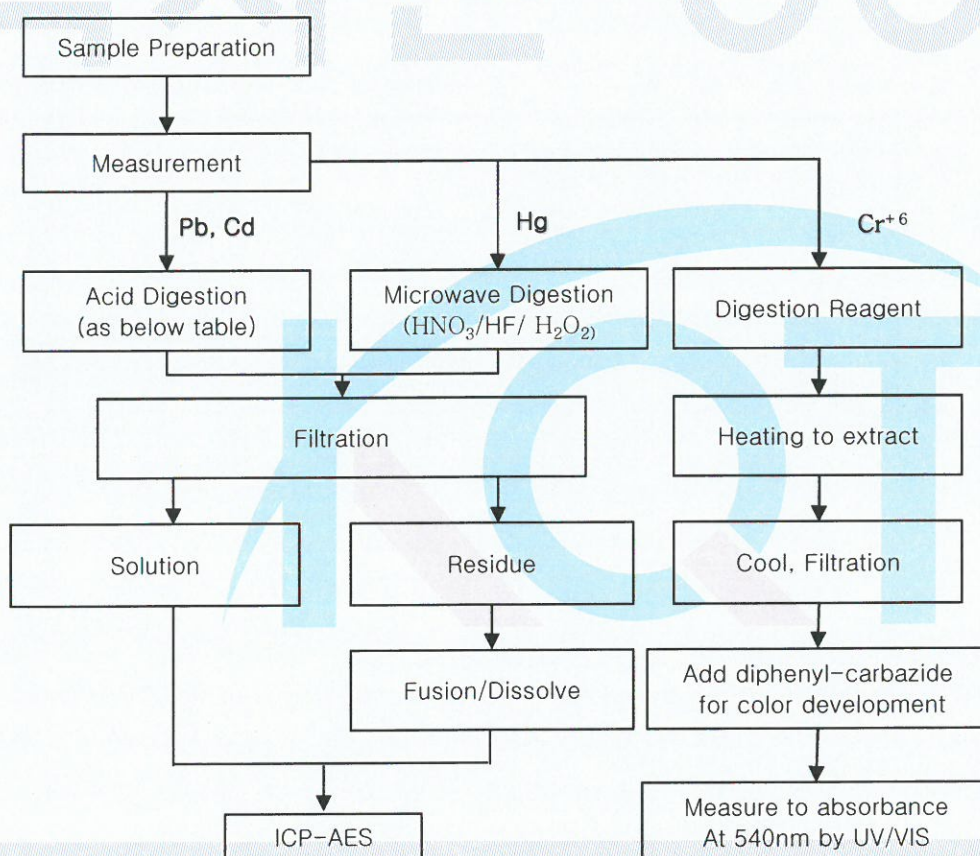 Sample Preparation
Measurement
Pb, Cd
Hg
Cr⁺⁶
Acid Digestion
(as below table)
Microwave Digestion
(HNO₃/HF/ H₂O₂)
Digestion Reagent
Filtration
Heating to extract
Solution
Residue
Cool, Filtration
Fusion/Dissolve
Add diphenyl-carbazide
for color development
ICP-AES
Measure to absorbance
At 540nm by UV/VIS